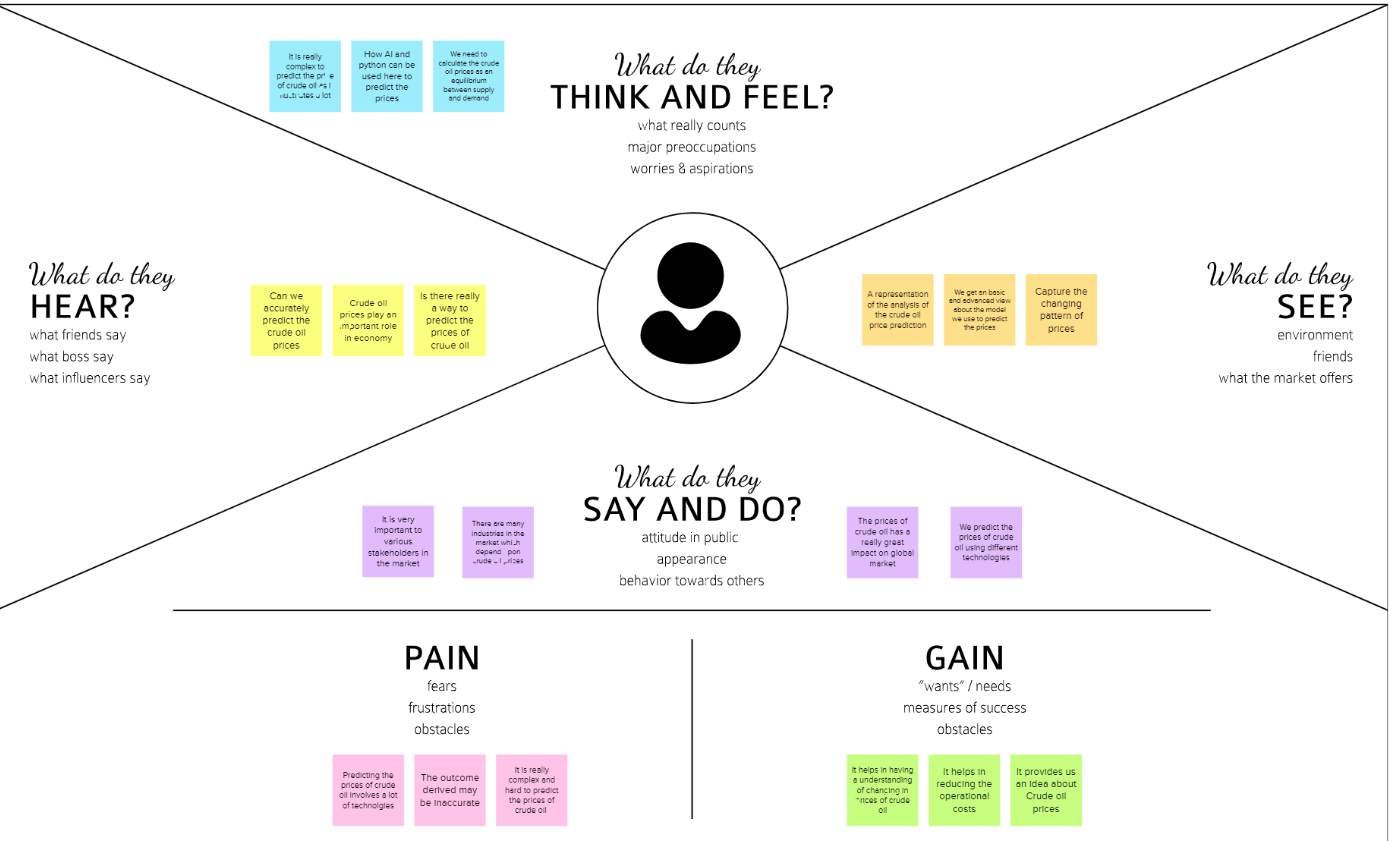 It is really
complex to
predict the
of crude oil as I
a lot
How AI and
python can be
used here to
predict the
prices
We need to
calculate the crude
oil prices as an
equilibrium
between supply
and demand
What do they
THINK AND FEEL?
what really counts
major preoccupations
worries & aspirations
What do they
HEAR?
what friends say
what boss say
what influencers say
Can we
accurately
predict the
crude oil
prices
Crude oil
prices play an
important role
in economy
Is there really
a way to
predict the
prices of
crude oil
A representation
of the analysis of
the crude oil
price prediction
We get an basic
and advanced view
about the model
we use to predict
the prices
Capture the
changing
pattern of
prices
What do they
SEE?
environment
friends
what the market offers
What do they
SAY AND DO?
attitude in public
appearance
behavior towards others
It is very
important to
various
stakeholders in
the market
There are many
industries in the
market which
depend
prices
The prices of
crude oil has a
really great
impact on global
market
We predict the
prices of crude
oil using different
technologies
PAIN
fears
frustrations
obstacles
Predicting the
prices of crude
oil involves a lot
of technolgies
The outcome
derived may
be inaccurate
It is really
complex and
hard to predict
the prices of
crude oil
GAIN
"wants" / needs
measures of success
obstacles
It helps in having
a understanding
of in
prices of crude
oil
It helps in
reducing the
operational
costs
It provides us
an idea about
Crude oil
prices